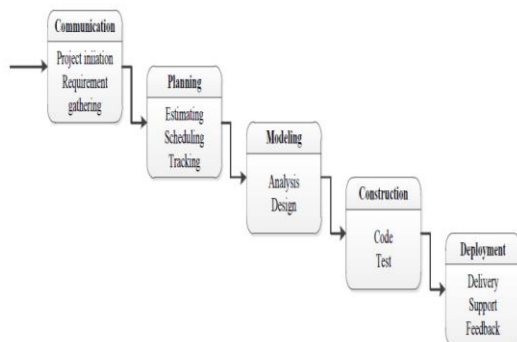 Communication
Project initiation
Requirement
gathering
Planning
Estimating
Scheduling
Tracking
Modeling
Analysis
Design
Construction
Code
Test
Deployment
Delivery
Support
Feedback